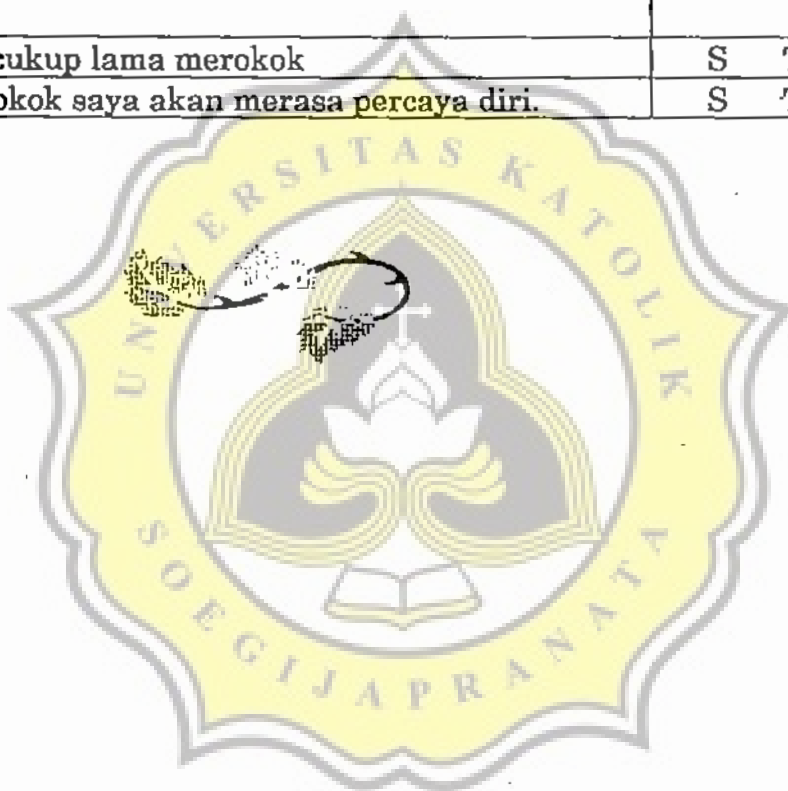 cukup lama merokok S
okok saya akan merasa percaya diri. S
UNIVERSITAS KATOLIK
SOEGIJAPRANATA